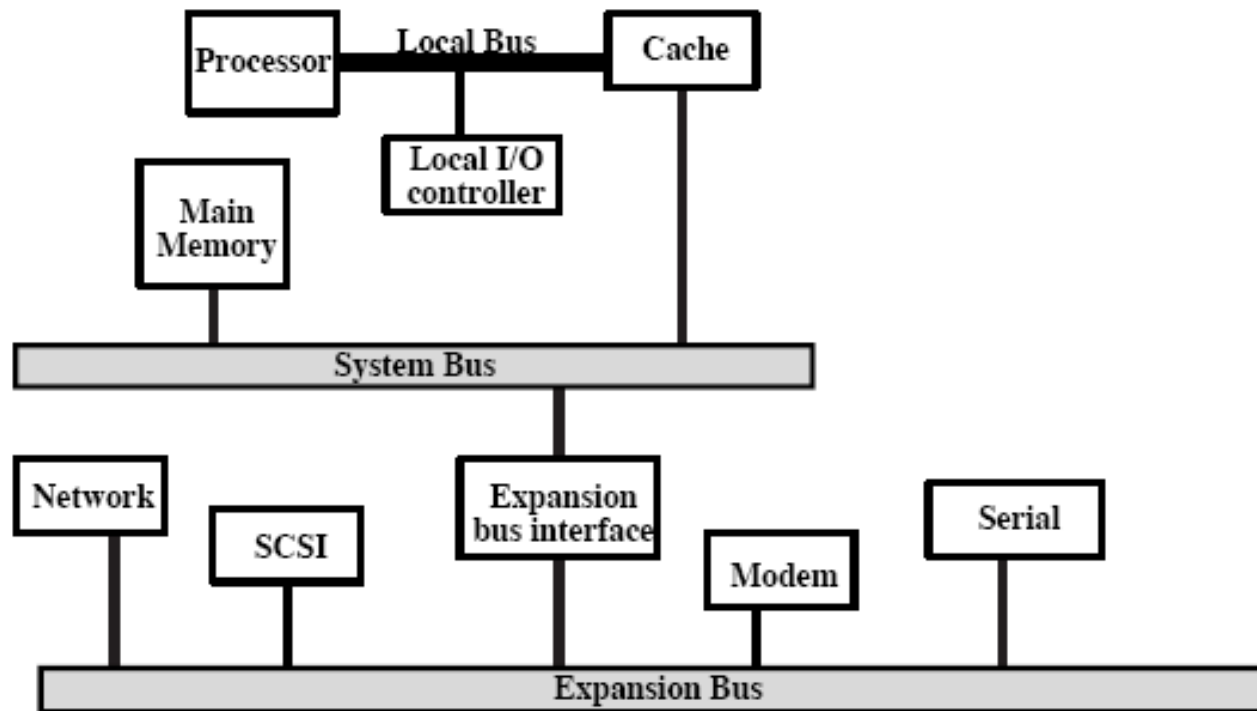 Local Bus
Processor
Cache
Local I/O
controller
Main
Memory
System Bus
Network
SCSI
Expansion
bus interface
Modem
Serial
Expansion Bus